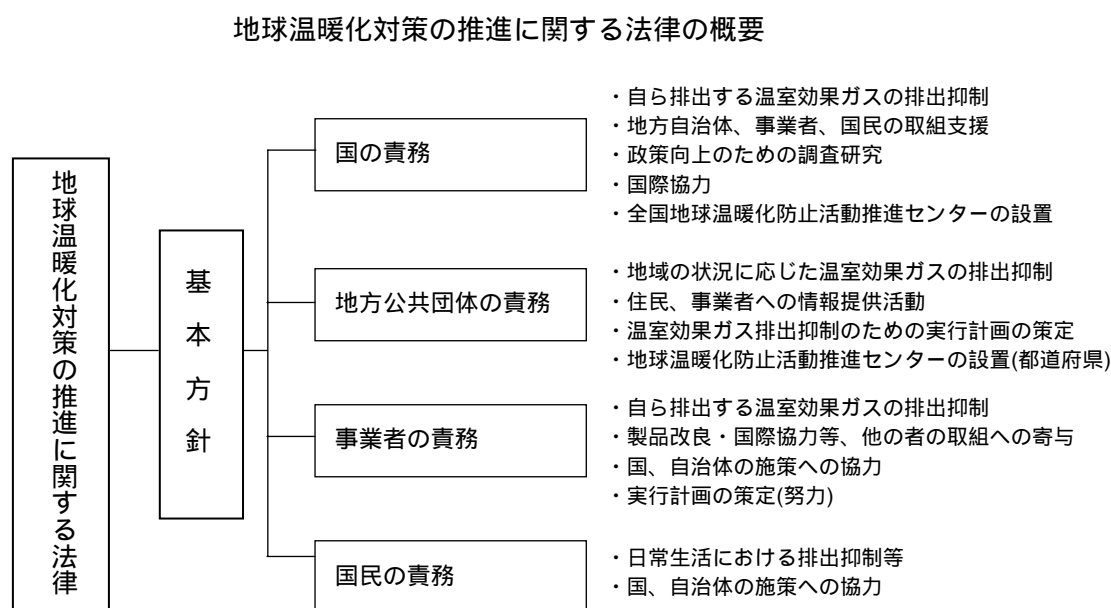 地球温暖化対策の推進に関する法律の概要
地球温暖化対策の推進に関する法律
基本方針
国の責務
・自ら排出する温室効果ガスの排出抑制
・地方自治体、事業者、国民の取組支援
・政策向上のための調査研究
・国際協力
・全国地球温暖化防止活動推進センターの設置
地方公共団体の責務
・地域の状況に応じた温室効果ガスの排出抑制
・住民、事業者への情報提供活動
・温室効果ガス排出抑制のための実行計画の策定
・地球温暖化防止活動推進センターの設置(都道府県)
事業者の責務
・自ら排出する温室効果ガスの排出抑制
・製品改良・国際協力等、他の者の取組への寄与
・国、自治体の施策への協力
・実行計画の策定(努力)
国民の責務
・日常生活における排出抑制等
・国、自治体の施策への協力